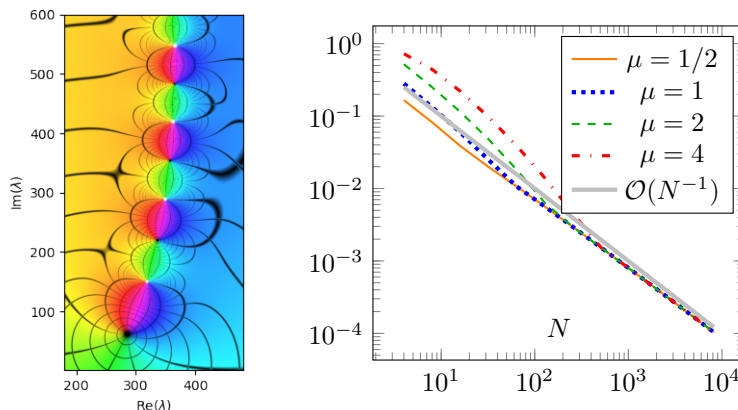 600
500
400
300
200
100
Im(λ)
200 400
Re(λ)
10^0
10^{-1}
10^{-2}
10^{-3}
10^{-4}
μ = 1/2
μ = 1
μ = 2
μ = 4
O(N^{-1})
N
10^1 10^2 10^3 10^4